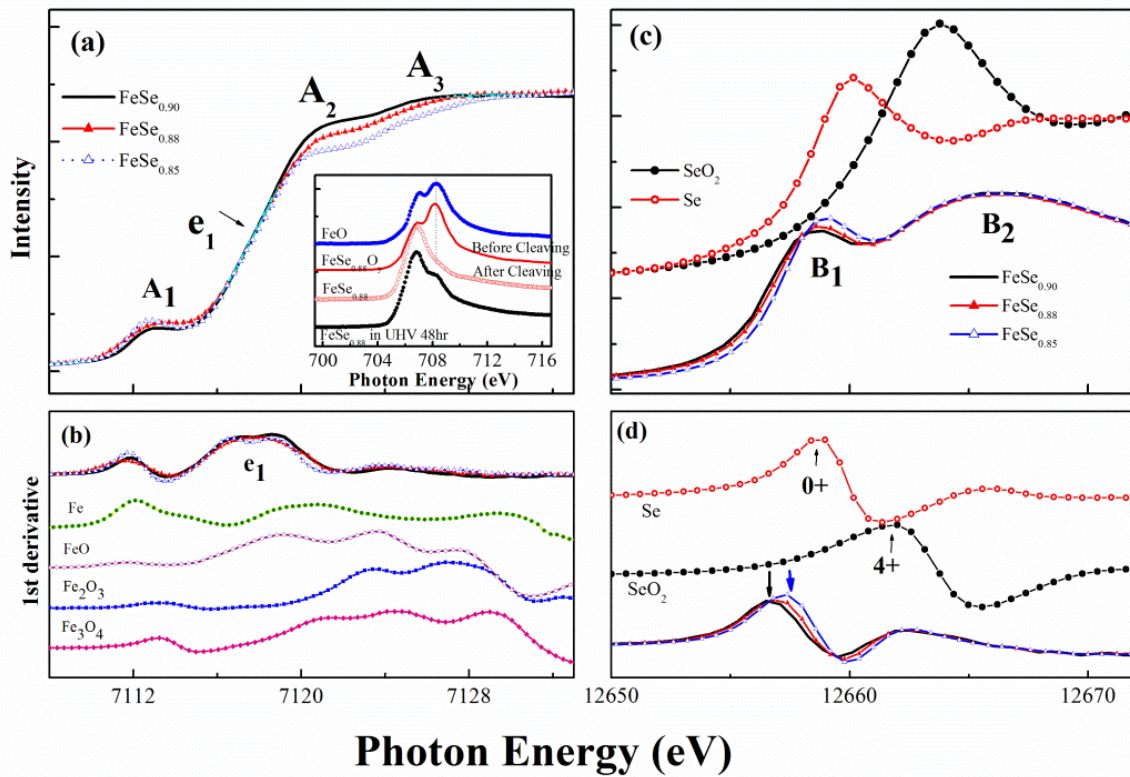 (a)
A1
A2
A3
FeSe0.90
FeSe0.88
FeSe0.85
e1
Intensity
FeO
Before Cleaving
FeSe0.88O
After Cleaving
FeSe0.88
FeSe0.88 in UHV 48hr
700 704 708 712 716
Photon Energy (eV)
(c)
SeO2
Se
B1
B2
FeSe0.90
FeSe0.88
FeSe0.85
(b)
e1
Fe
FeO
Fe2O3
Fe3O4
1st derivative
7112 7120 7128
(d)
0+
Se
4+
SeO2
12650 12660 12670
Photon Energy (eV)